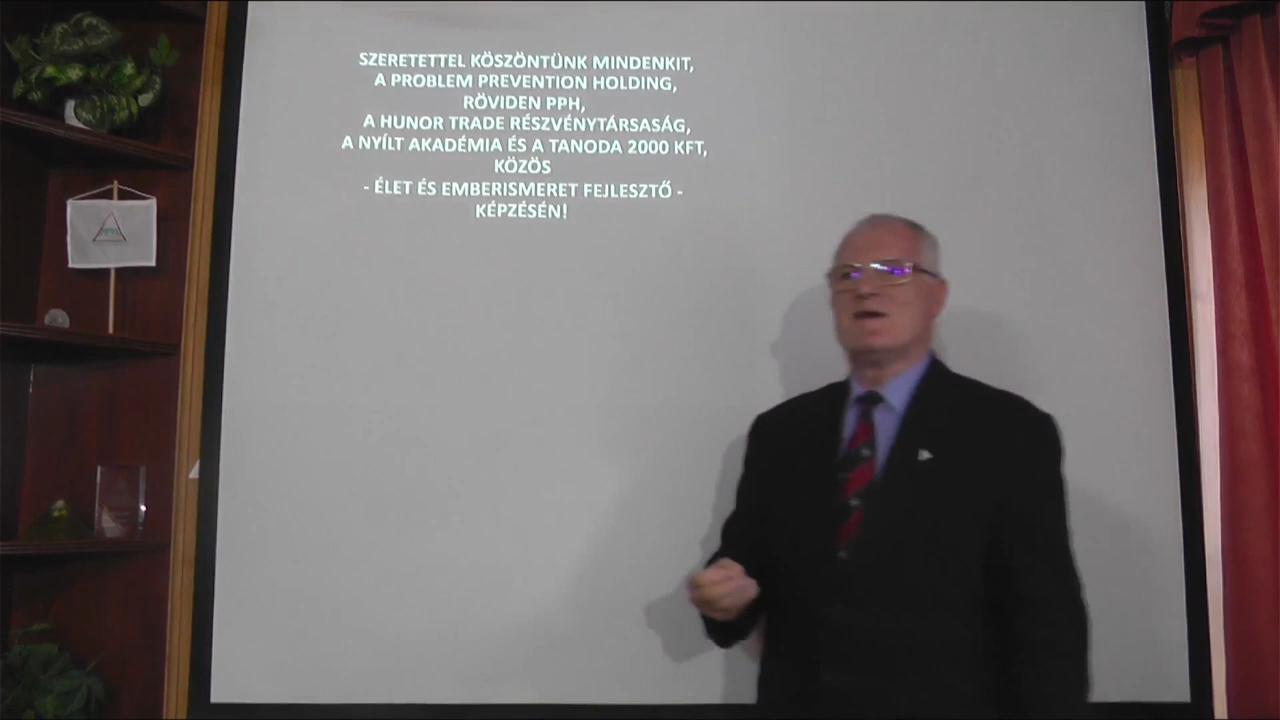 SZERETETTEL KÖSZÖNTÜNK MINDENKIT,
A PROBLEM PREVENTION HOLDING,
RÖVIDEN PPH,
A HUNOR TRADE RÉSZVÉNYTÁRSASÁG,
A NYÍLT AKADÉMIA ÉS A TANODA 2000 KFT,
KÖZÖS
- ÉLET ÉS EMBERISMERET FEJLESZTŐ -
KÉPZÉSÉN!